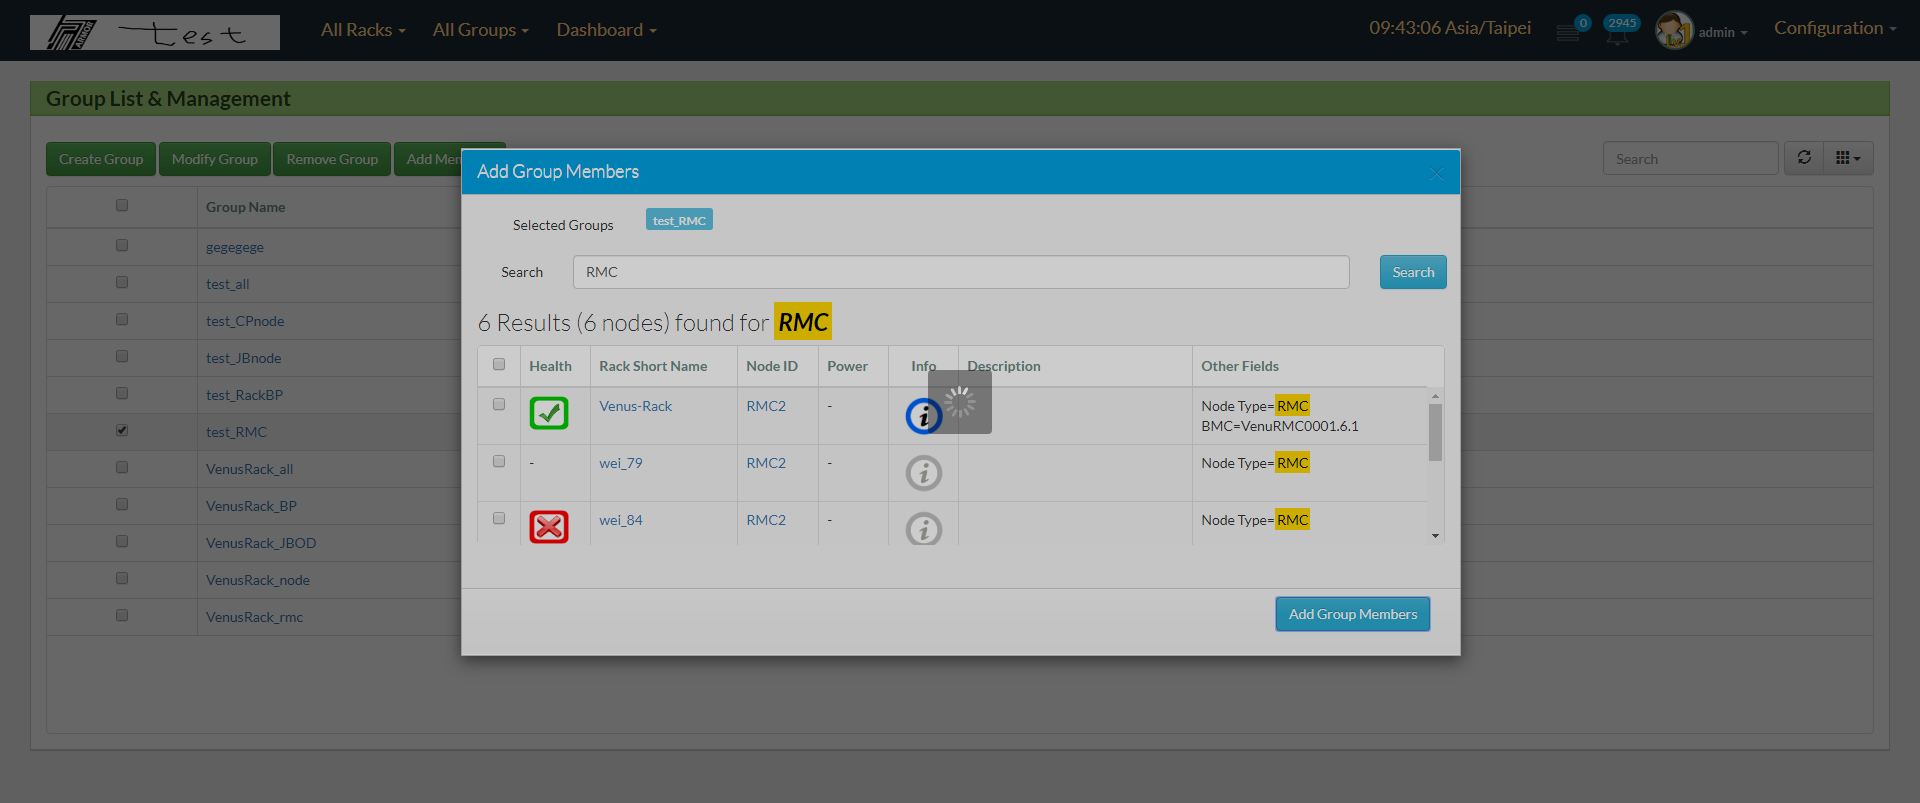 ARMOR test All Racks All Groups Dashboard 09:43:06 Asia/Taipei 0 2945 admin Configuration
Group List & Management
Create Group Modify Group Remove Group Add Mem Search
Add Group Members
Group Name
Selected Groups test_RMC
gegegege
Search RMC Search
test_all
test_CPnode
6 Results (6 nodes) found for RMC
test_JBnode
Health Rack Short Name Node ID Power Info Description Other Fields
test_RackBP
Venus-Rack RMC2 - i Node Type=RMC
BMC=VenuRMC0001.6.1
test_RMC
- wei_79 RMC2 - i Node Type=RMC
VenusRack_all
VenusRack_BP
wei_84 RMC2 - i Node Type=RMC
VenusRack_JBOD
VenusRack_node
VenusRack_rmc
Add Group Members